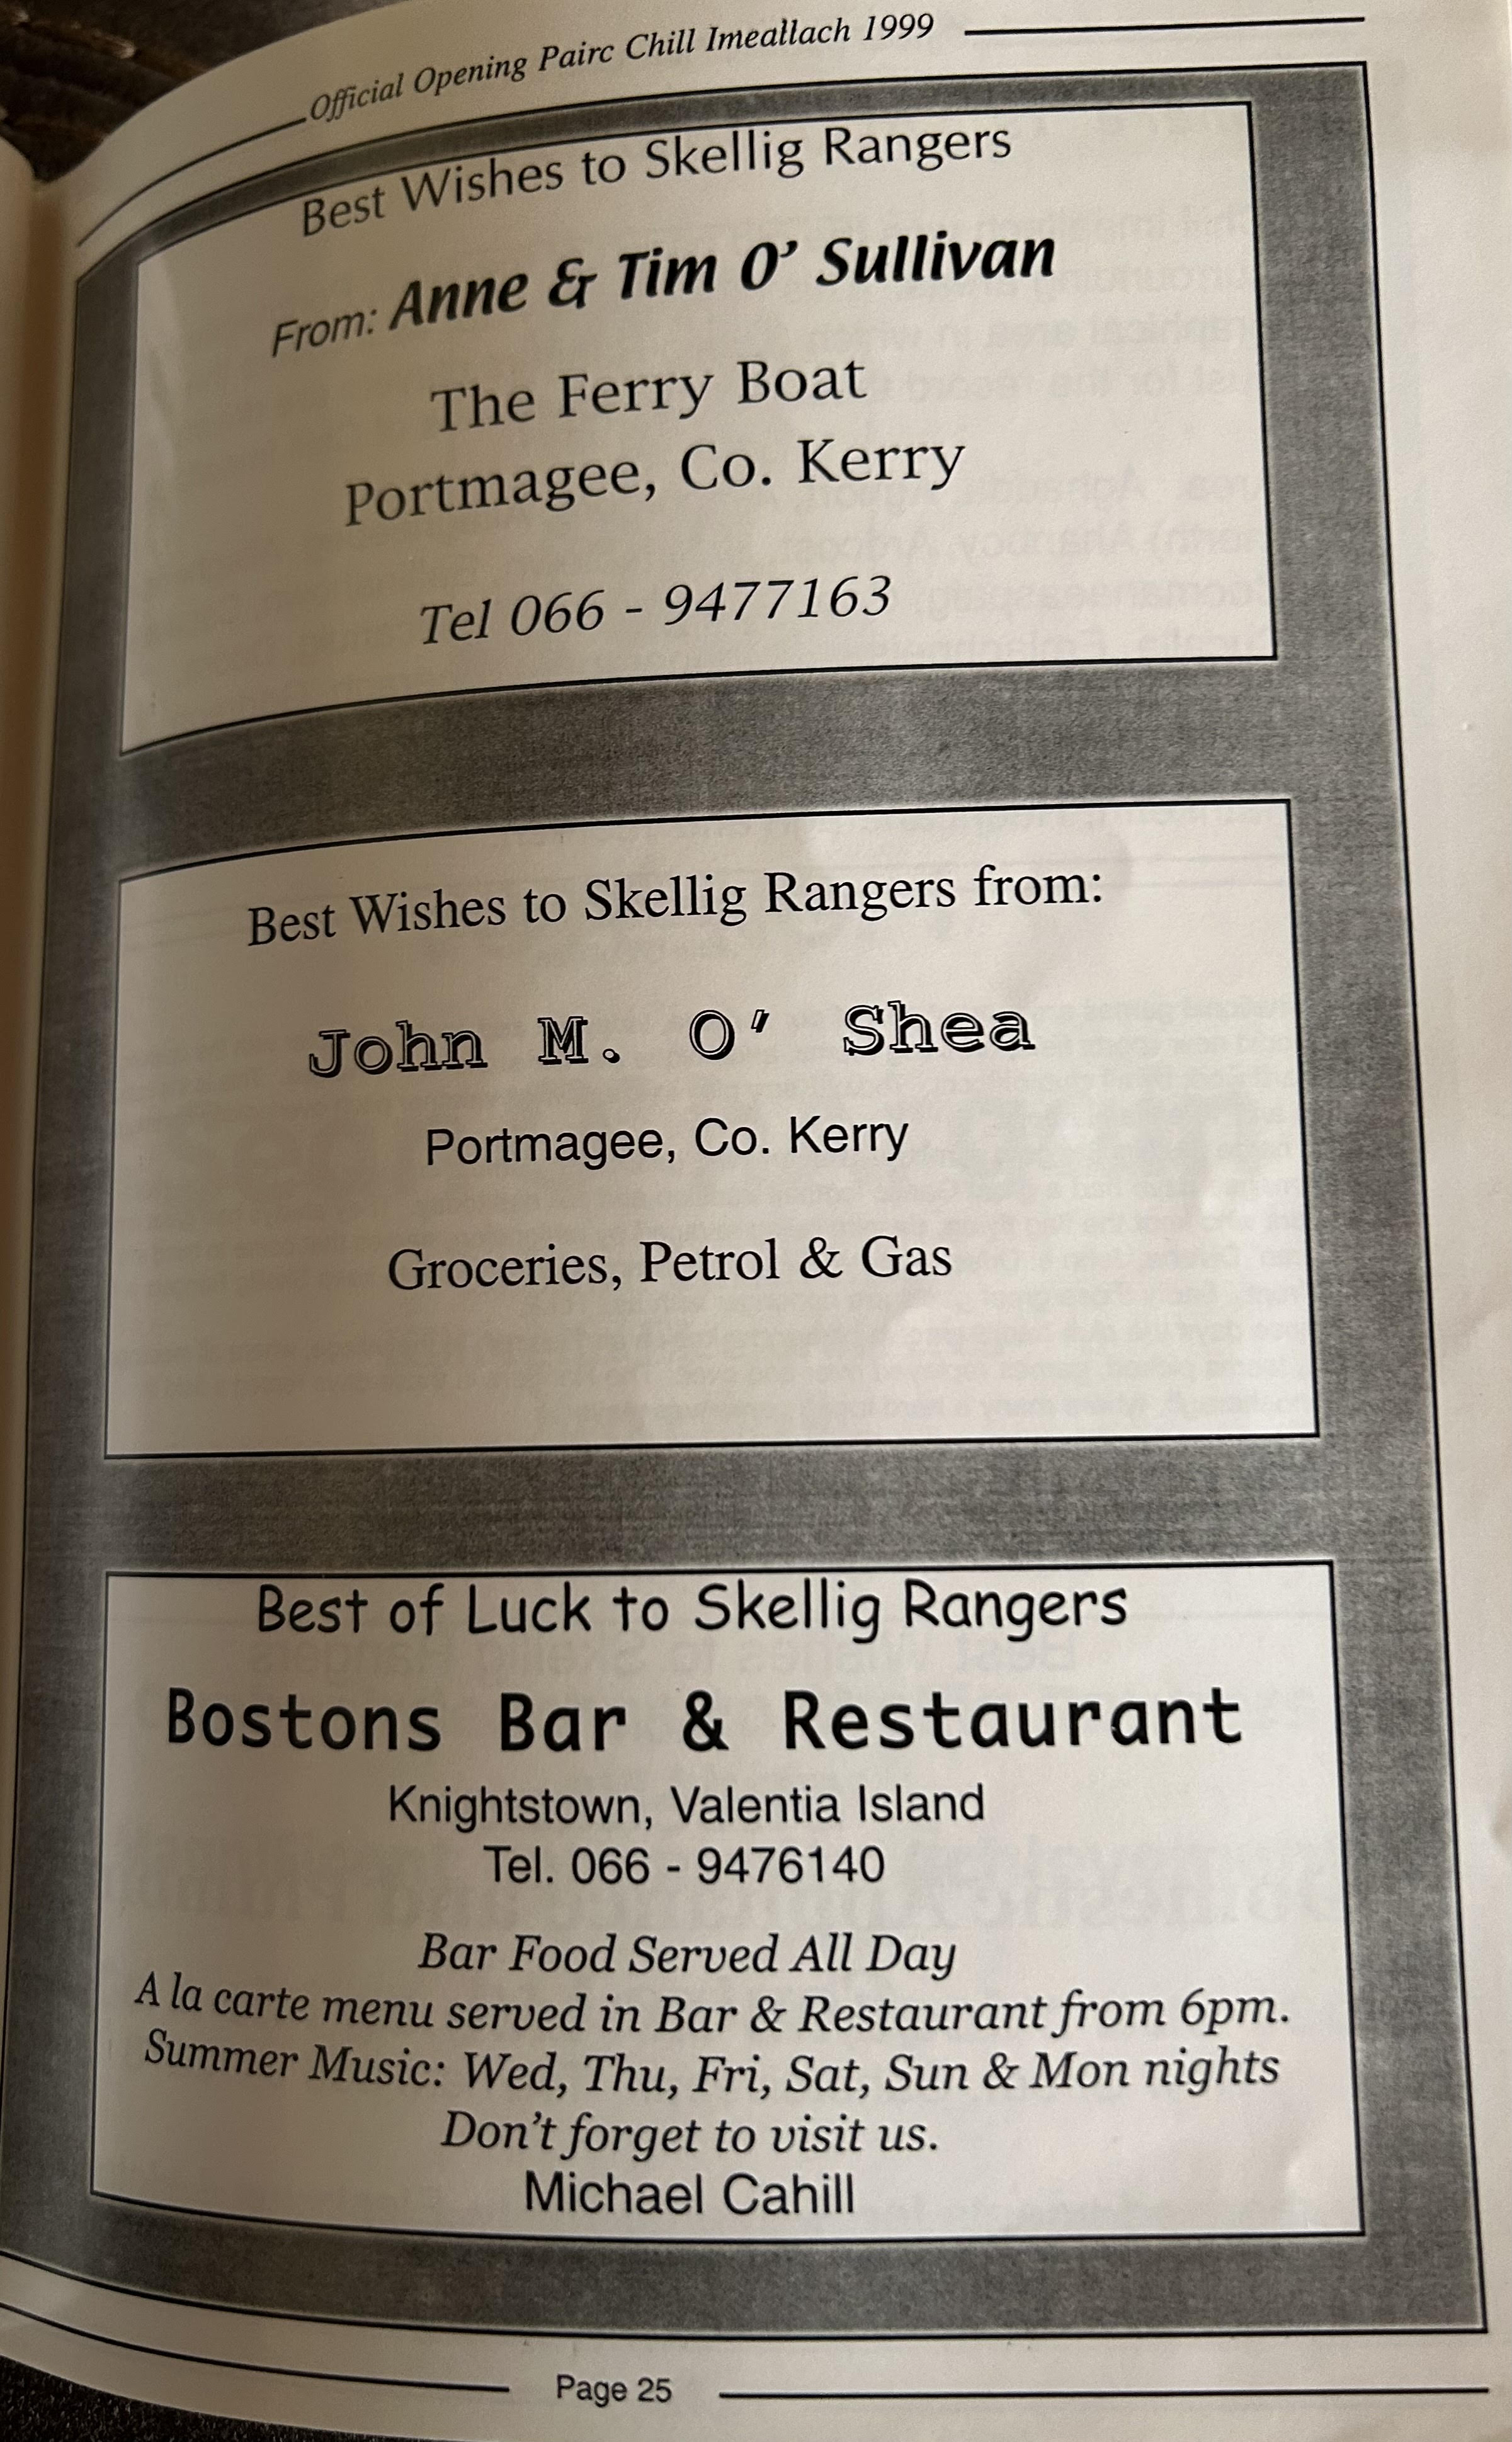 Official Opening Pairc Chill Imeallach 1999
Best Wishes to Skellig Rangers
From: Anne & Tim O' Sullivan
The Ferry Boat
Portmagee, Co. Kerry
Tel 066 - 9477163
Best Wishes to Skellig Rangers from:
John M. O' Shea
Portmagee, Co. Kerry
Groceries, Petrol & Gas
Best of Luck to Skellig Rangers
Bostons Bar & Restaurant
Knightstown, Valentia Island
Tel. 066 - 9476140
Bar Food Served All Day
A la carte menu served in Bar & Restaurant from 6pm.
Summer Music: Wed, Thu, Fri, Sat, Sun & Mon nights
Don't forget to visit us.
Michael Cahill
Page 25